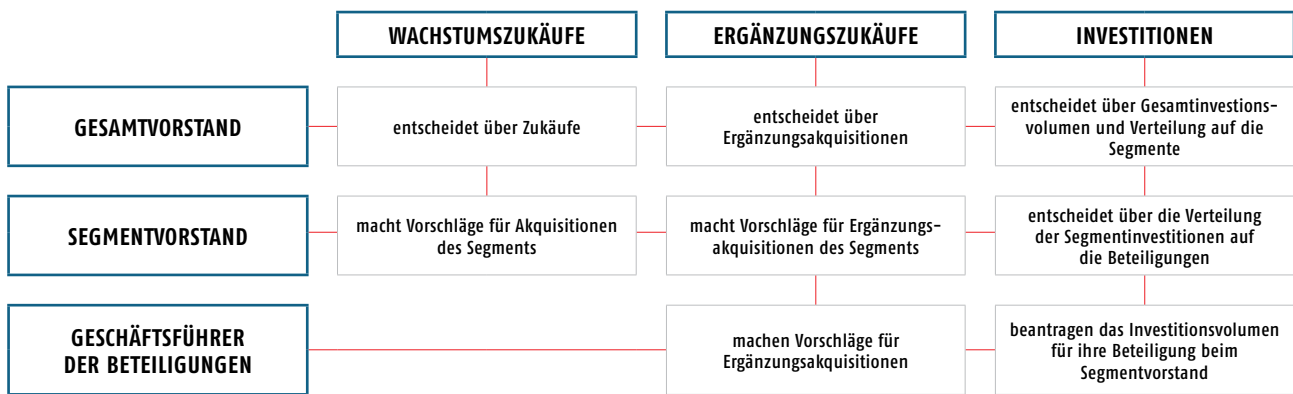 WACHSTUMSZUKÄUFE
ERGÄNZUNGSZUKÄUFE
INVESTITIONEN
GESAMTVORSTAND
entscheidet über Zukäufe
entscheidet über
Ergänzungsakquisitionen
entscheidet über Gesamtinvestions-
volumen und Verteilung auf die
Segmente
SEGMENTVORSTAND
macht Vorschläge für Akquisitionen
des Segments
macht Vorschläge für Ergänzungs-
akquisitionen des Segments
entscheidet über die Verteilung
der Segmentinvestitionen auf
die Beteiligungen
GESCHÄFTSFÜHRER
DER BETEILIGUNGEN
machen Vorschläge für
Ergänzungsakquisitionen
beantragen das Investitionsvolumen
für ihre Beteiligung beim
Segmentvorstand